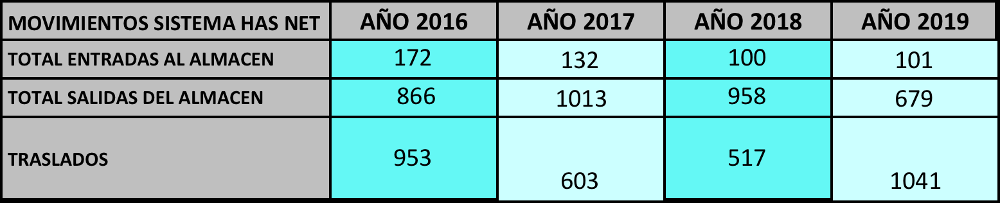 MOVIMIENTOS SISTEMA HAS NET AÑO 2016 AÑO 2017 AÑO 2018 AÑO 2019
TOTAL ENTRADAS AL ALMACEN 172 132 100 101
TOTAL SALIDAS DEL ALMACEN 866 1013 958 679
TRASLADOS 953 603 517 1041